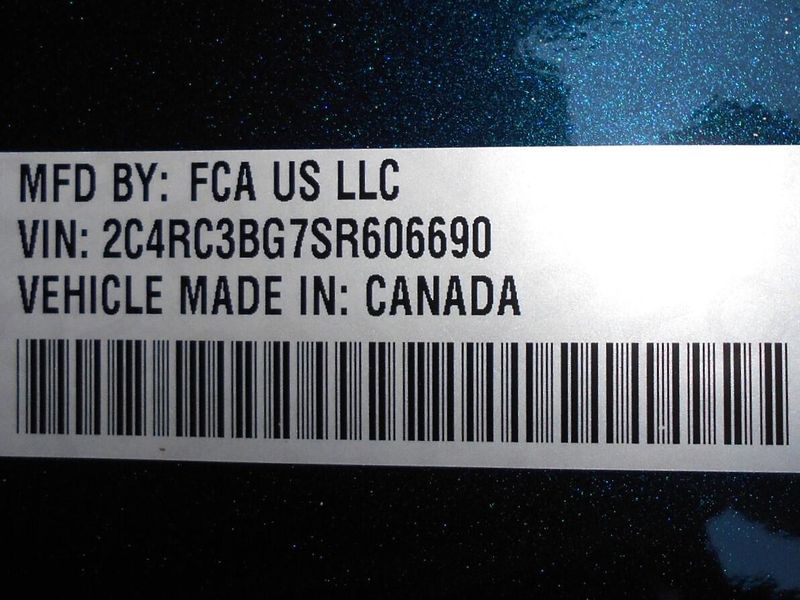 MFD BY: FCA US LLC
VIN: 2C4RC3BG7SR606690
VEHICLE MADE IN: CANADA